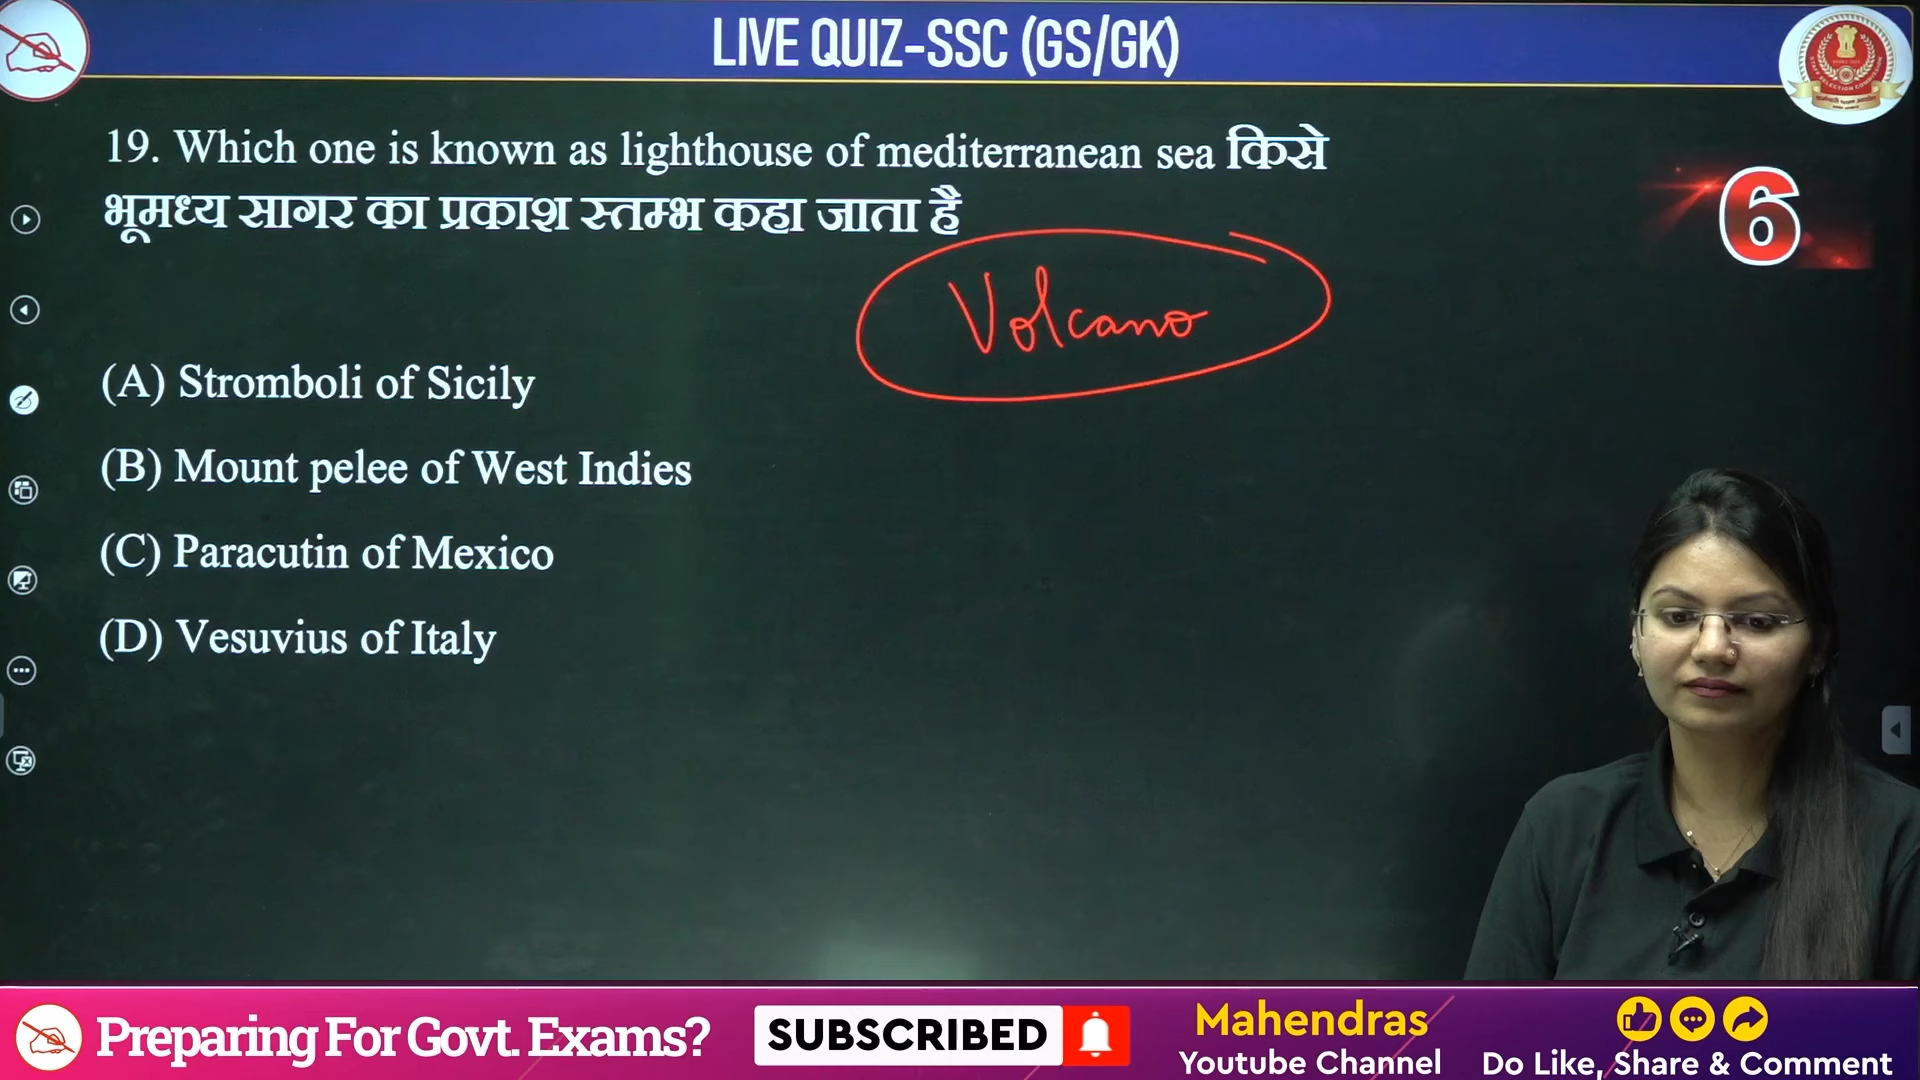 LIVE QUIZ-SSC (GS/GK)
19. Which one is known as lighthouse of mediterranean sea किसे
भूमध्य सागर का प्रकाश स्तम्भ कहा जाता है
6
Volcano
(A) Stromboli of Sicily
(B) Mount pelee of West Indies
(C) Paracutin of Mexico
(D) Vesuvius of Italy
Preparing For Govt. Exams?
SUBSCRIBED
Mahendras
Youtube Channel
Do Like, Share & Comment